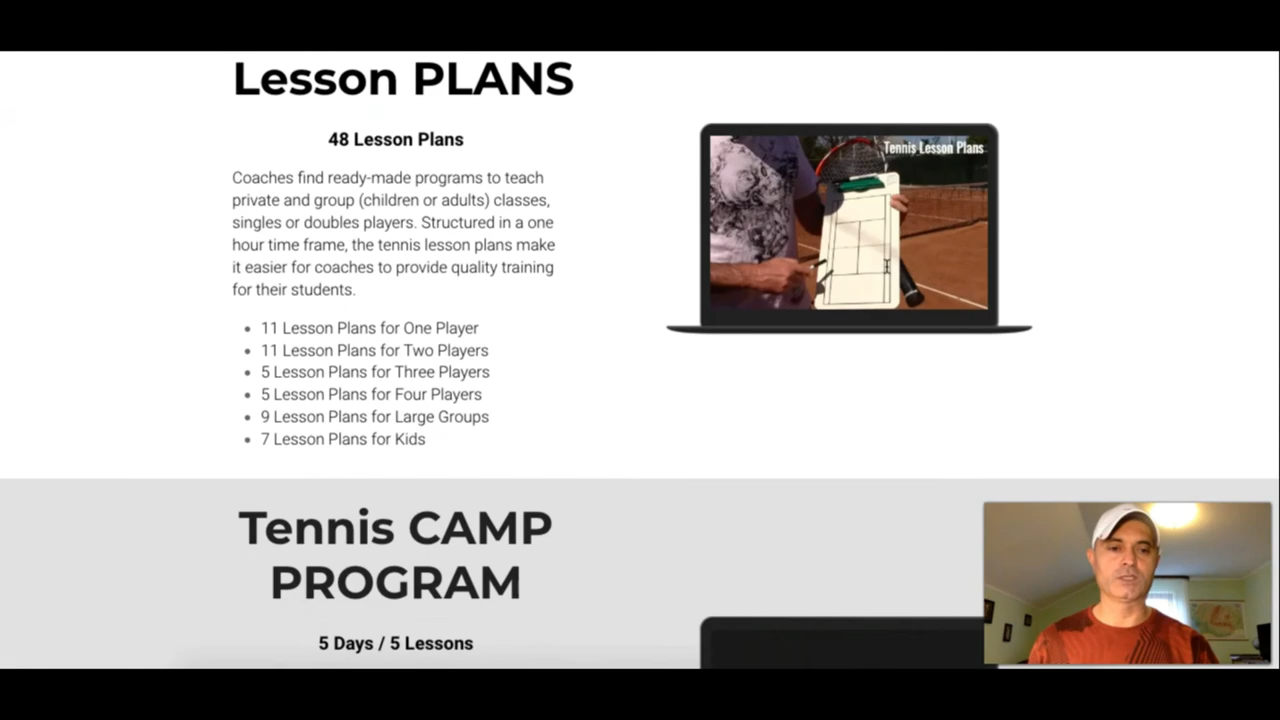 Lesson PLANS
48 Lesson Plans
Coaches find ready-made programs to teach
private and group (children or adults) classes,
singles or doubles players. Structured in a one
hour time frame, the tennis lesson plans make
it easier for coaches to provide quality training
for their students.
11 Lesson Plans for One Player
11 Lesson Plans for Two Players
5 Lesson Plans for Three Players
5 Lesson Plans for Four Players
9 Lesson Plans for Large Groups
7 Lesson Plans for Kids
Tennis Lesson Plans
Tennis CAMP
PROGRAM
5 Days / 5 Lessons